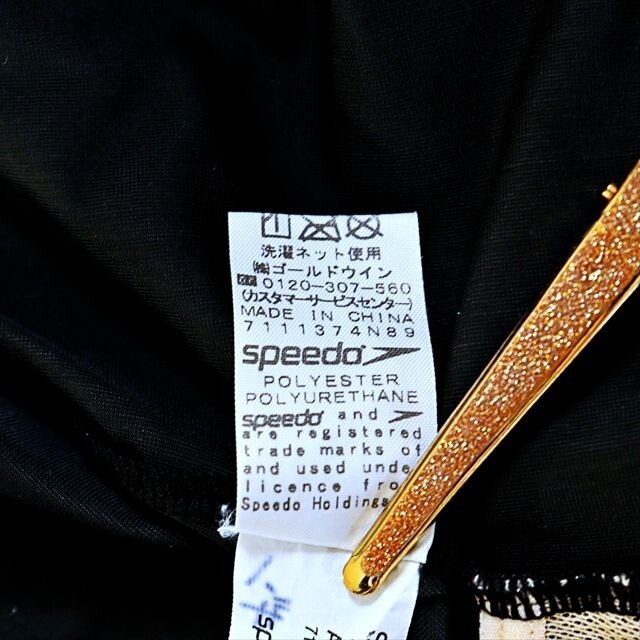 洗濯ネット使用
㈱ゴールドウイン
☎0120-307-560
(カスタマーサービスセンター)
MADE IN CHINA
7111374N89
speedo
POLYESTER
POLYURETHANE
speedo and
are registered
trade marks of
and used unde
licence fro
Speedo Holdings